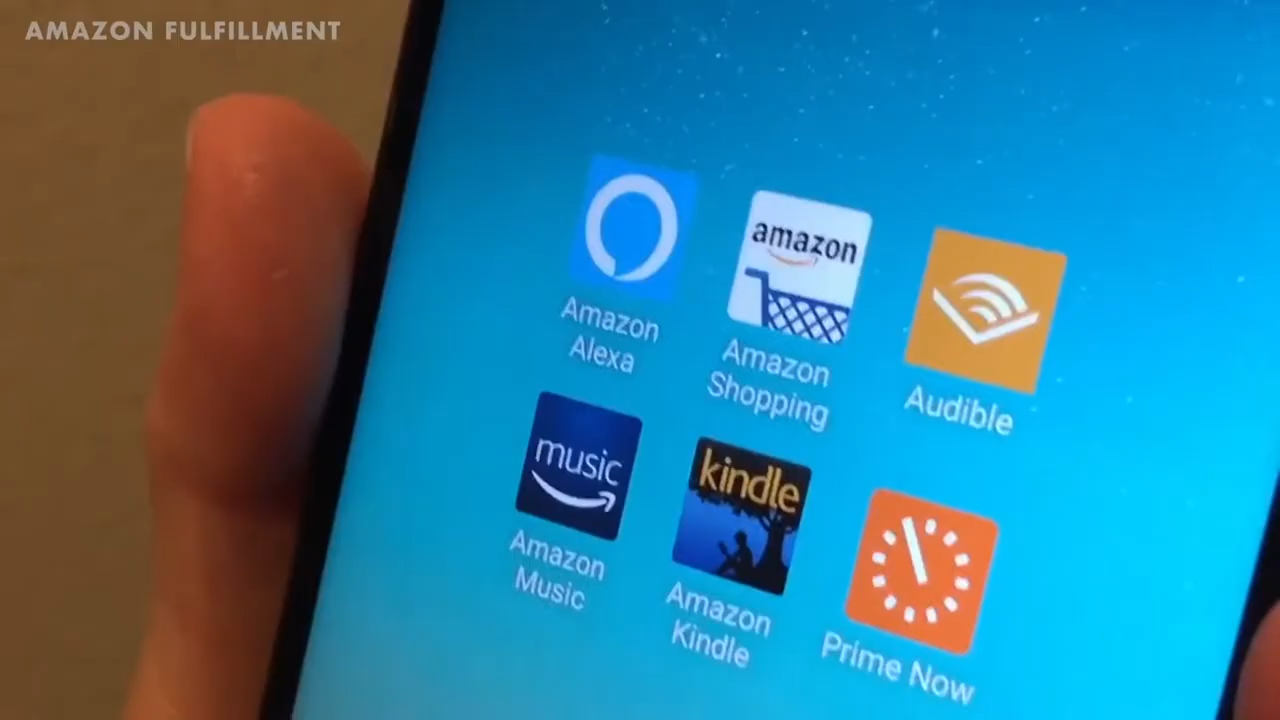 AMAZON FULFILLMENT
amazon
Amazon
Alexa
Amazon
Shopping
Audible
music
kindle
Amazon
Music
Amazon
Kindle
Prime Now